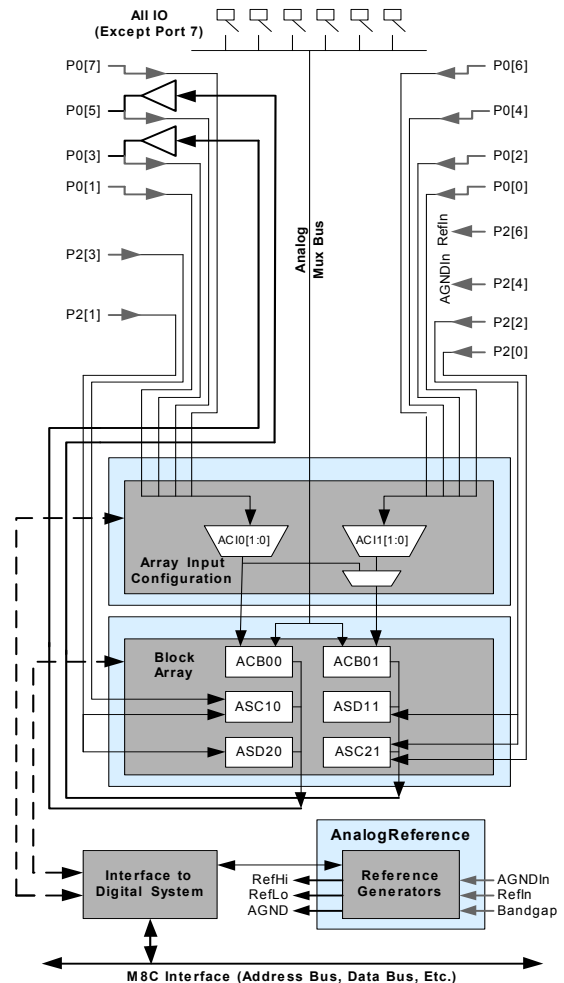 All IO
(Except Port 7)
P0[7]
P0[5]
P0[3]
P0[1]
P2[3]
P2[1]
Analog
Mux Bus
P0[6]
P0[4]
P0[2]
P0[0]
P2[6]
P2[4]
P2[2]
P2[0]
AGNDIn RefIn
ACI0[1:0]
ACI1[1:0]
Array Input
Configuration
Block
Array
ACB00
ACB01
ASC10
ASD11
ASD20
ASC21
AnalogReference
Interface to
Digital System
RefHi
RefLo
AGND
Reference
Generators
AGNDIn
RefIn
Bandgap
M8C Interface (Address Bus, Data Bus, Etc.)